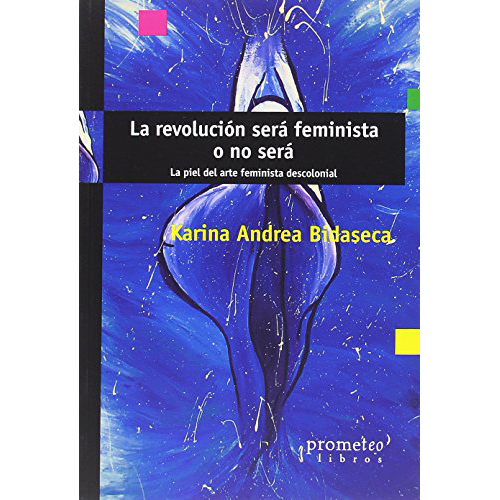 La revolución será feminista
o no será
La piel del arte feminista descolonial
Karina Andrea Bidaseca
prometeo
libros